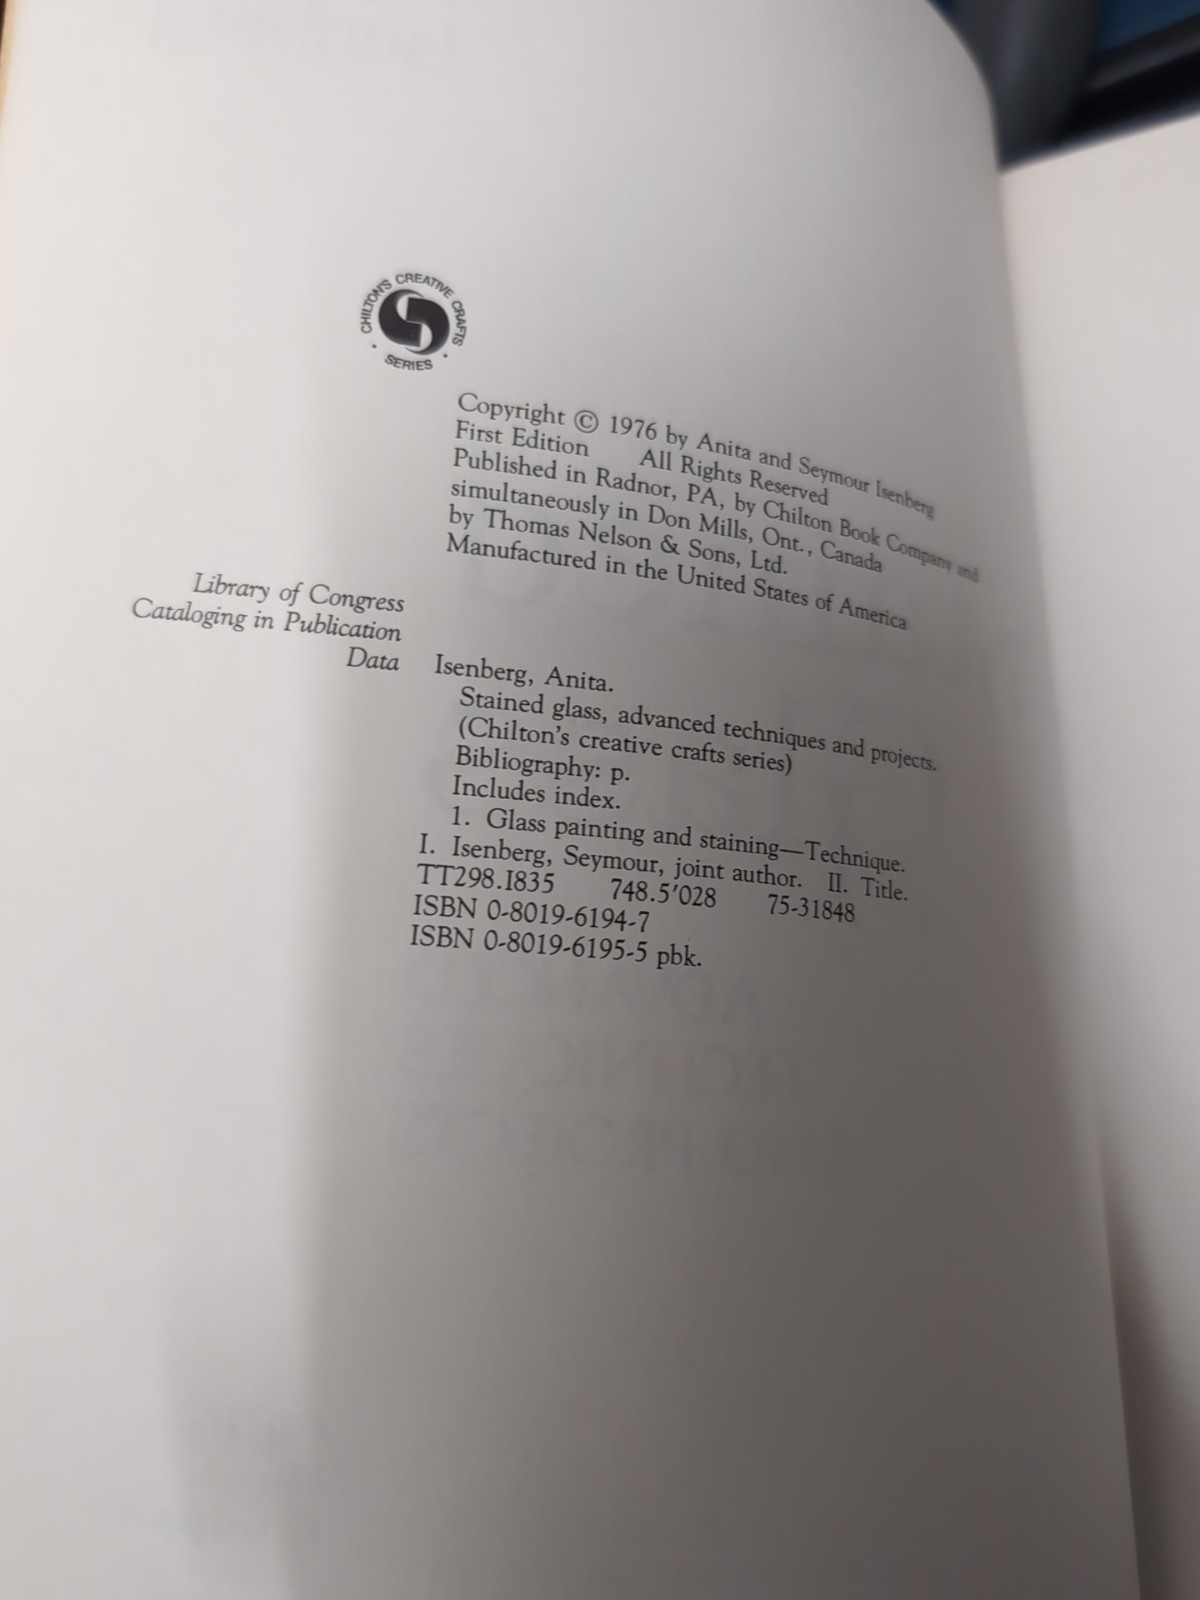 CHILTON'S CREATIVE CRAFTS
SERIES
Copyright © 1976 by Anita and Seymour Isenberg
First Edition All Rights Reserved
Published in Radnor, PA, by Chilton Book Company and
simultaneously in Don Mills, Ont., Canada
by Thomas Nelson & Sons, Ltd.
Manufactured in the United States of America
Library of Congress
Cataloging in Publication
Data Isenberg, Anita.
Stained glass, advanced techniques and projects.
(Chilton's creative crafts series)
Bibliography: p.
Includes index.
1. Glass painting and staining—Technique.
I. Isenberg, Seymour, joint author. II. Title.
TT298.I835 748.5'028 75-31848
ISBN 0-8019-6194-7
ISBN 0-8019-6195-5 pbk.